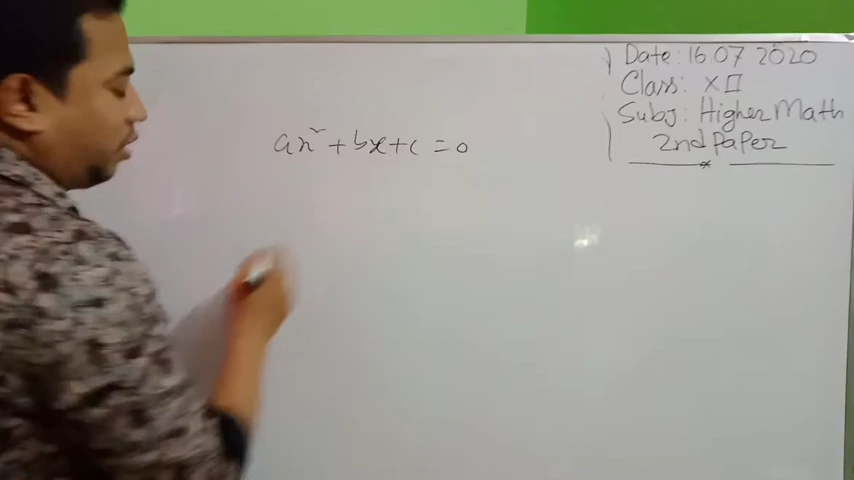 Date: 16.07 2020
Class: XII
Subj: Higher Math
2nd Paper
ax² + bx + c = 0